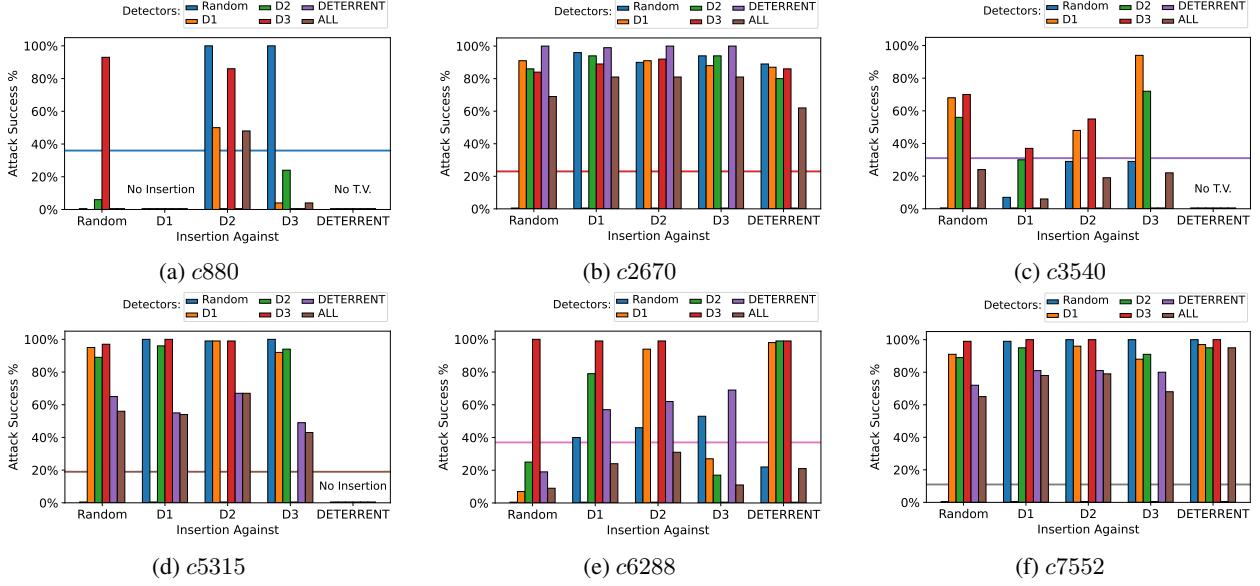 Detectors: Random D2 DETERRENT
D1 D3 ALL
100%
80%
60%
40%
20%
0%
Attack Success %
No Insertion
No T.V.
Random D1 D2 D3 DETERRENT
Insertion Against
(a) c880
Detectors: Random D2 DETERRENT
D1 D3 ALL
100%
80%
60%
40%
20%
0%
Attack Success %
Random D1 D2 D3 DETERRENT
Insertion Against
(b) c2670
Detectors: Random D2 DETERRENT
D1 D3 ALL
100%
80%
60%
40%
20%
0%
Attack Success %
No T.V.
Random D1 D2 D3 DETERRENT
Insertion Against
(c) c3540
Detectors: Random D2 DETERRENT
D1 D3 ALL
100%
80%
60%
40%
20%
0%
Attack Success %
No Insertion
Random D1 D2 D3 DETERRENT
Insertion Against
(d) c5315
Detectors: Random D2 DETERRENT
D1 D3 ALL
100%
80%
60%
40%
20%
0%
Attack Success %
Random D1 D2 D3 DETERRENT
Insertion Against
(e) c6288
Detectors: Random D2 DETERRENT
D1 D3 ALL
100%
80%
60%
40%
20%
0%
Attack Success %
Random D1 D2 D3 DETERRENT
Insertion Against
(f) c7552